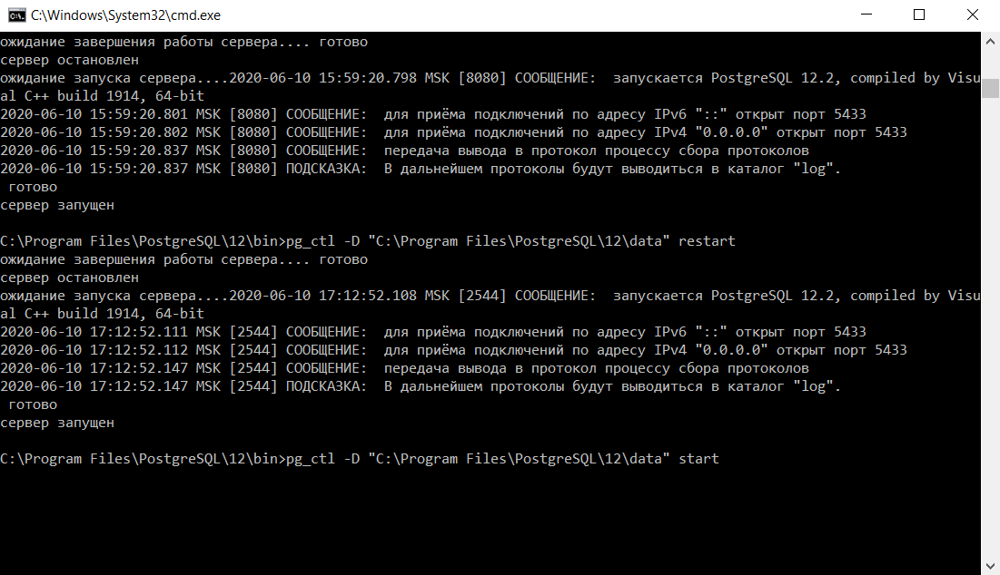 C:\Windows\System32\cmd.exe
ожидание завершения работы сервера.... готово
сервер остановлен
ожидание запуска сервера....2020-06-10 15:59:20.798 MSK [8080] СООБЩЕНИЕ:  запускается PostgreSQL 12.2, compiled by Visu
al C++ build 1914, 64-bit
2020-06-10 15:59:20.801 MSK [8080] СООБЩЕНИЕ:  для приёма подключений по адресу IPv6 "::" открыт порт 5433
2020-06-10 15:59:20.802 MSK [8080] СООБЩЕНИЕ:  для приёма подключений по адресу IPv4 "0.0.0.0" открыт порт 5433
2020-06-10 15:59:20.837 MSK [8080] СООБЩЕНИЕ:  передача вывода в протокол процессу сбора протоколов
2020-06-10 15:59:20.837 MSK [8080] ПОДСКАЗКА:  В дальнейшем протоколы будут выводиться в каталог "log".
 готово
сервер запущен
C:\Program Files\PostgreSQL\12\bin>pg_ctl -D "C:\Program Files\PostgreSQL\12\data" restart
ожидание завершения работы сервера.... готово
сервер остановлен
ожидание запуска сервера....2020-06-10 17:12:52.108 MSK [2544] СООБЩЕНИЕ:  запускается PostgreSQL 12.2, compiled by Visu
al C++ build 1914, 64-bit
2020-06-10 17:12:52.111 MSK [2544] СООБЩЕНИЕ:  для приёма подключений по адресу IPv6 "::" открыт порт 5433
2020-06-10 17:12:52.112 MSK [2544] СООБЩЕНИЕ:  для приёма подключений по адресу IPv4 "0.0.0.0" открыт порт 5433
2020-06-10 17:12:52.147 MSK [2544] СООБЩЕНИЕ:  передача вывода в протокол процессу сбора протоколов
2020-06-10 17:12:52.147 MSK [2544] ПОДСКАЗКА:  В дальнейшем протоколы будут выводиться в каталог "log".
 готово
сервер запущен
C:\Program Files\PostgreSQL\12\bin>pg_ctl -D "C:\Program Files\PostgreSQL\12\data" start